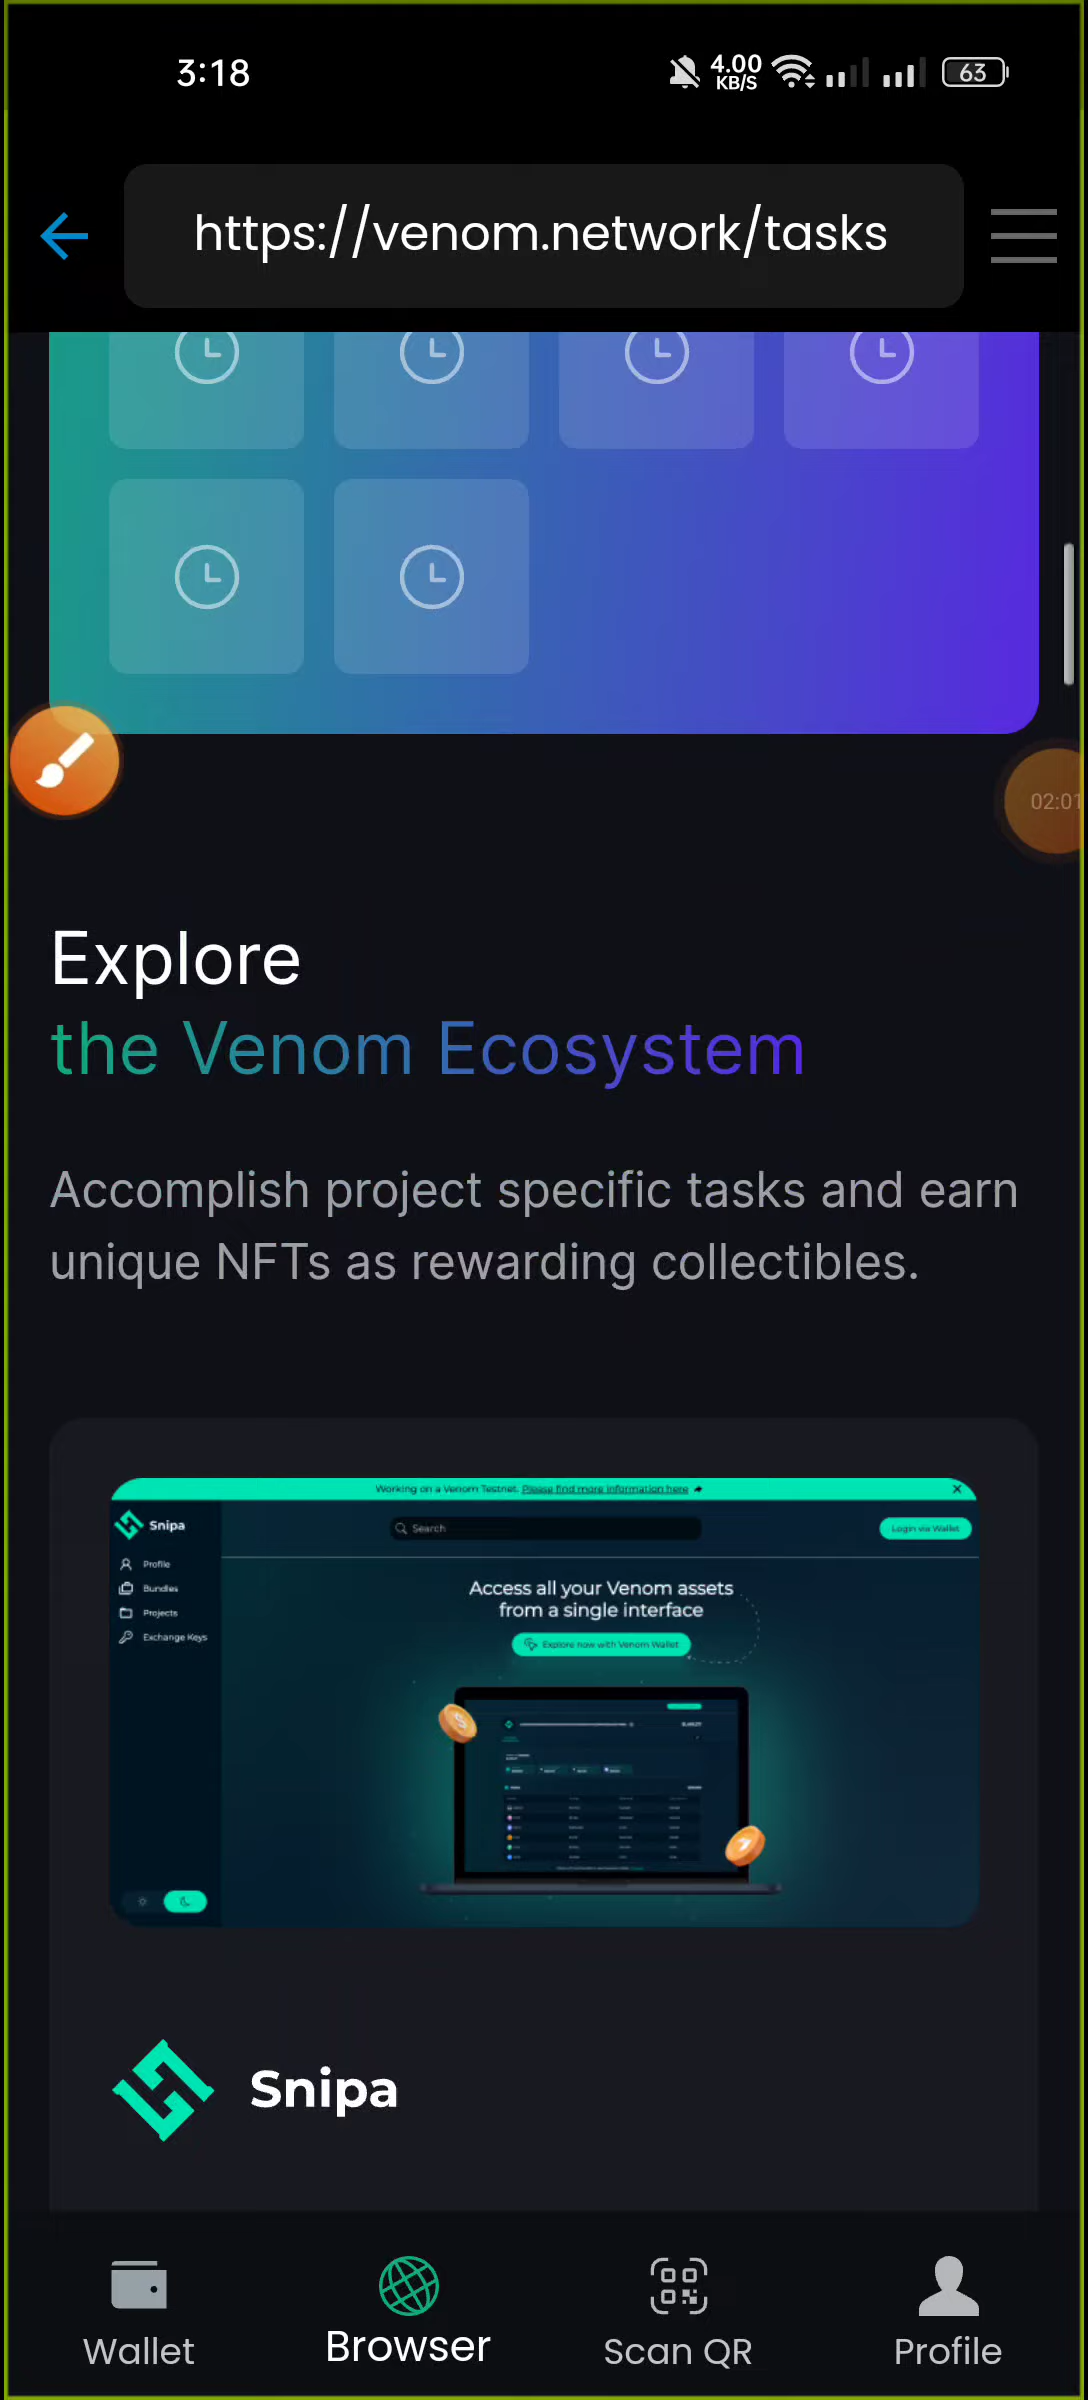 3:18
4.00
KB/S
63
https://venom.network/tasks
02:01
Explore
the Venom Ecosystem
Accomplish project specific tasks and earn
unique NFTs as rewarding collectibles.
Working on a Venom Testnet. Please find more information here
Snipa
Search
Login via Wallet
Profile
Bundles
Projects
Exchange Keys
Access all your Venom assets
from a single interface
Explore now with Venom Wallet
Snipa
Wallet
Browser
Scan QR
Profile